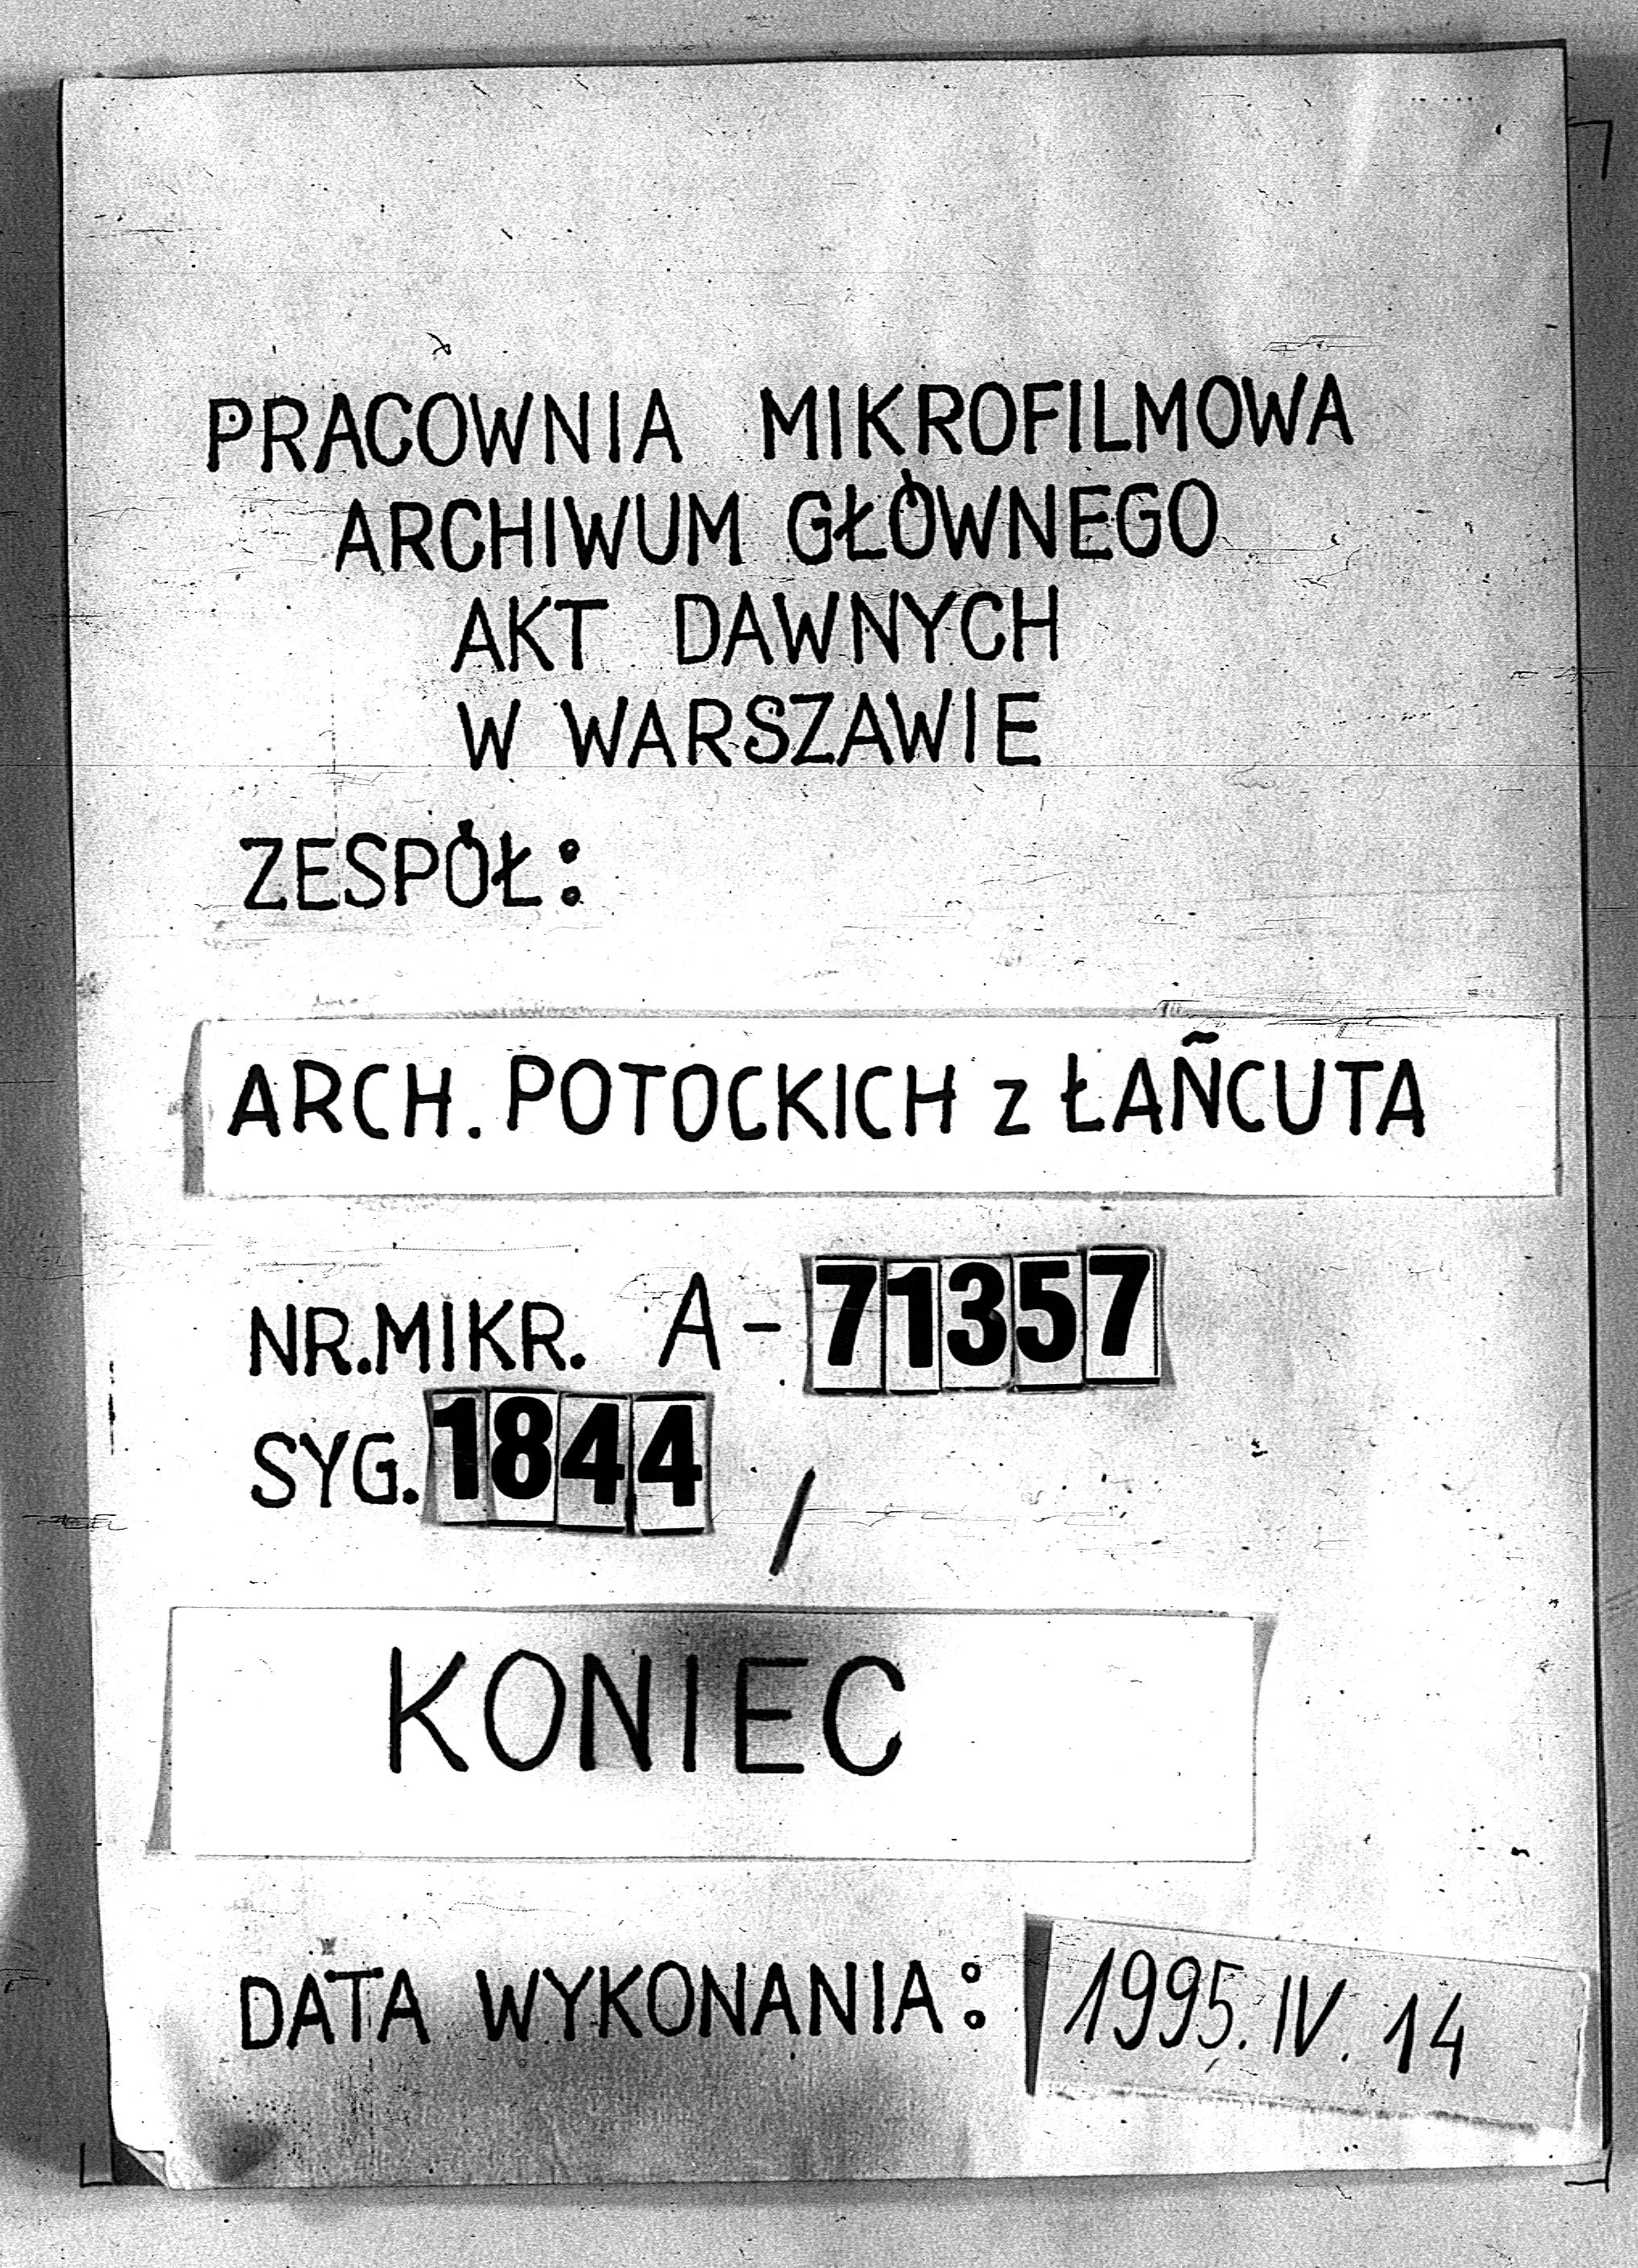 PRACOWNIA MIKROFILMOWA
ARCHIWUM GŁÓWNEGO
AKT DAWNYCH
W WARSZAWIE
ZESPÓŁ:
ARCH. POTOCKICH z ŁAŃCUTA
NR.MIKR. A-71357
SYG. 1844 /
KONIEC
DATA WYKONANIA: 1995.IV.14